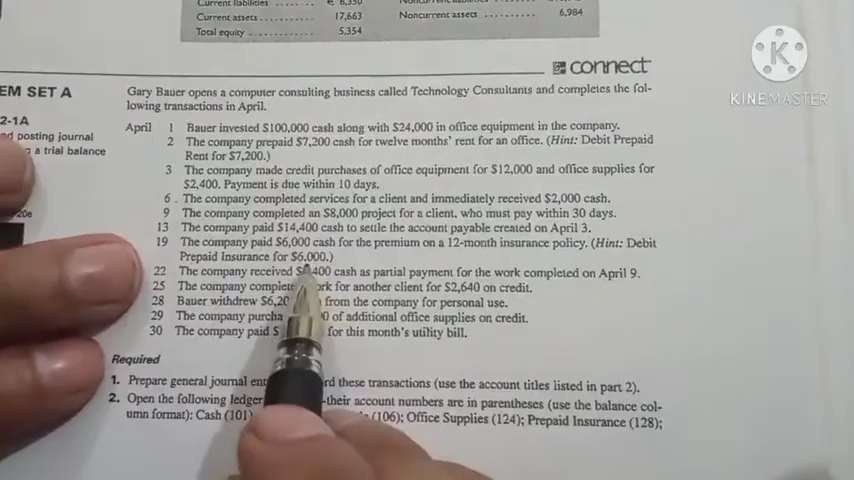 Current liabilities ........
Current assets ............ 17,663
Noncurrent assets .......... 6,984
Total equity .............. 5,354
connect
KINEMASTER
EM SET A
Gary Bauer opens a computer consulting business called Technology Consultants and completes the fol-
lowing transactions in April.
2-1A
posting journal
a trial balance
April 1 Bauer invested $100,000 cash along with $24,000 in office equipment in the company.
2 The company prepaid $7,200 cash for twelve months' rent for an office. (Hint: Debit Prepaid
Rent for $7,200.)
3 The company made credit purchases of office equipment for $12,000 and office supplies for
$2,400. Payment is due within 10 days.
6 The company completed services for a client and immediately received $2,000 cash.
9 The company completed an $8,000 project for a client, who must pay within 30 days.
13 The company paid $14,400 cash to settle the account payable created on April 3.
19 The company paid $6,000 cash for the premium on a 12-month insurance policy. (Hint: Debit
Prepaid Insurance for $6,000.)
22 The company received 400 cash as partial payment for the work completed on April 9.
25 The company for another client for $2,640 on credit.
28 Bauer withdrew from the company for personal use.
29 The company of additional office supplies on credit.
30 The company paid for this month's utility bill.
Required
1. Prepare general journal these transactions (use the account titles listed in part 2).
2. Open the following ledger their account numbers are in parentheses (use the balance col-
umn format): Cash (101) (106); Office Supplies (124); Prepaid Insurance (128);